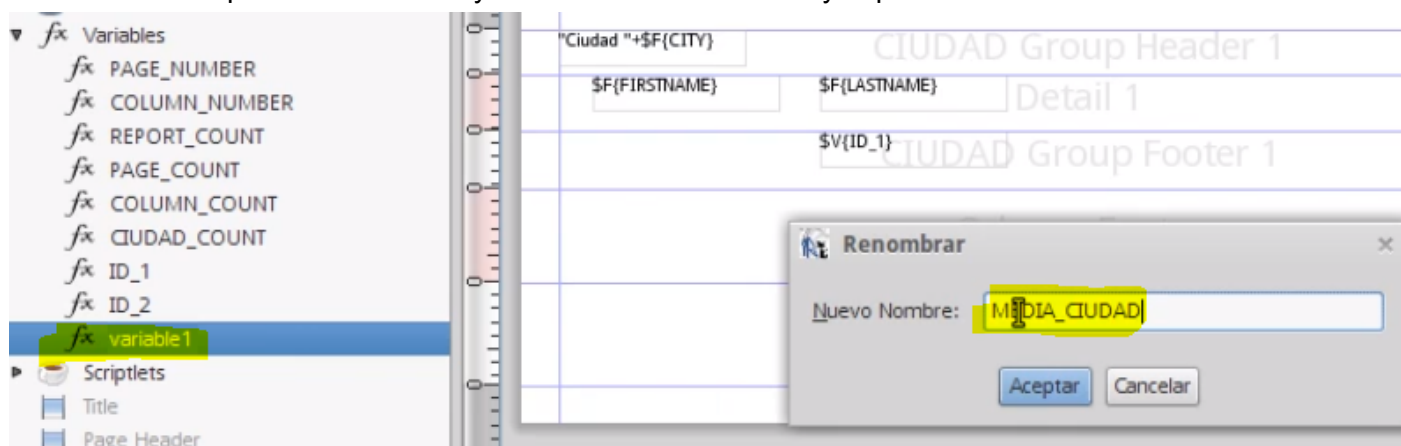 Variables
PAGE_NUMBER
COLUMN_NUMBER
REPORT_COUNT
PAGE_COUNT
COLUMN_COUNT
CIUDAD_COUNT
ID_1
ID_2
variable1
Scriptlets
Title
Page Header
"Ciudad "+$F{CITY}
CIUDAD Group Header 1
$F{FIRSTNAME}
$F{LASTNAME}
Detail 1
$V{ID_1}
CIUDAD Group Footer 1
Renombrar
Nuevo Nombre: MEDIA_CIUDAD
Aceptar Cancelar